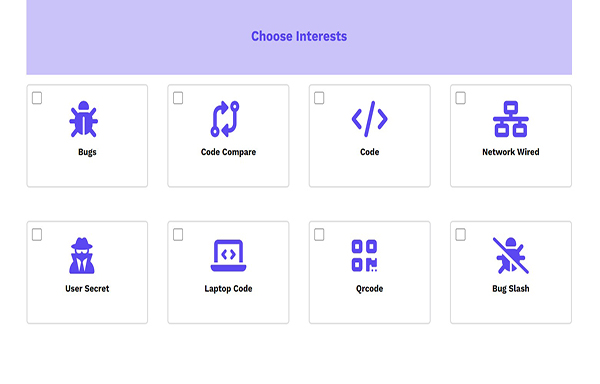 Choose Interests
Bugs
Code Compare
Code
Network Wired
User Secret
Laptop Code
Qrcode
Bug Slash